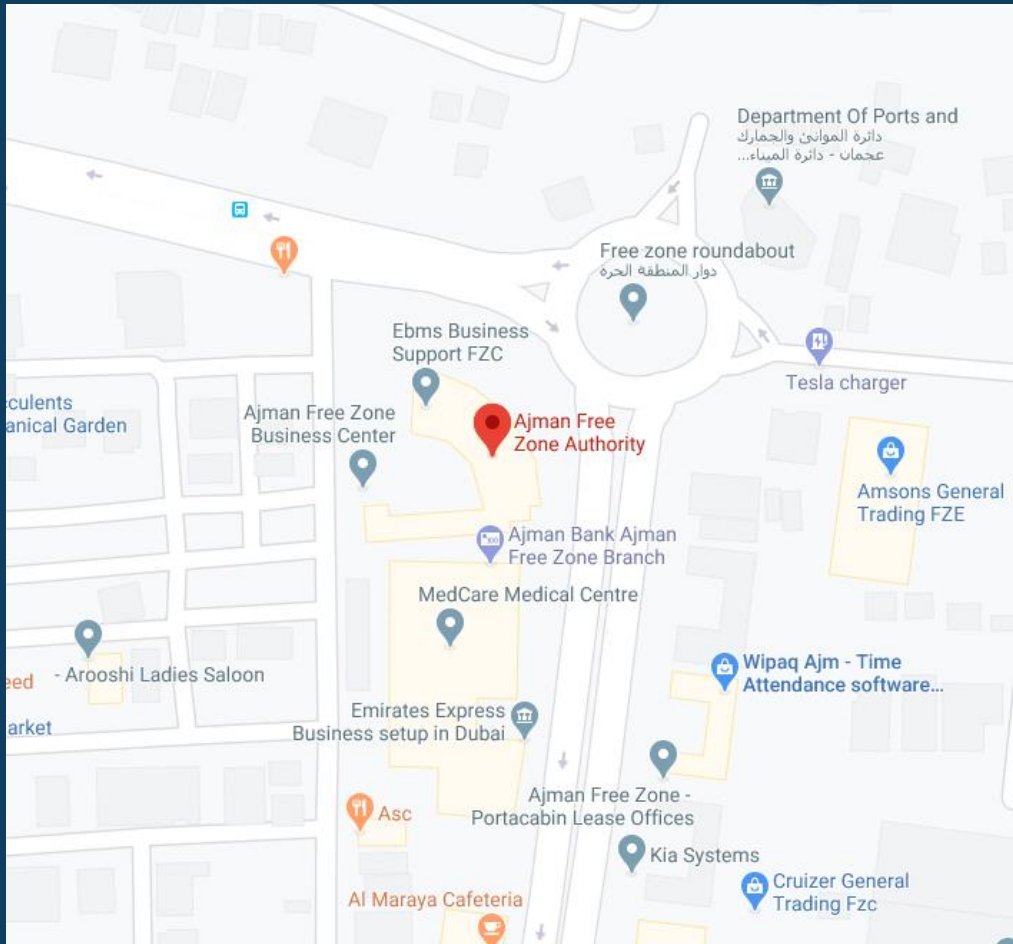 Department Of Ports and
دائرة الموانئ والجمارك
عجمان - دائرة الميناء...
Free zone roundabout
دوار المنطقة الحرة
Ebms Business
Support FZC
Tesla charger
cculents
anical Garden
Ajman Free Zone
Business Center
Ajman Free
Zone Authority
Amsons General
Trading FZE
Ajman Bank Ajman
Free Zone Branch
MedCare Medical Centre
- Arooshi Ladies Saloon
eed
arket
Wipaq Ajm - Time
Attendance software...
Emirates Express
Business setup in Dubai
Ajman Free Zone -
Portacabin Lease Offices
Asc
Kia Systems
Cruizer General
Trading Fzc
Al Maraya Cafeteria